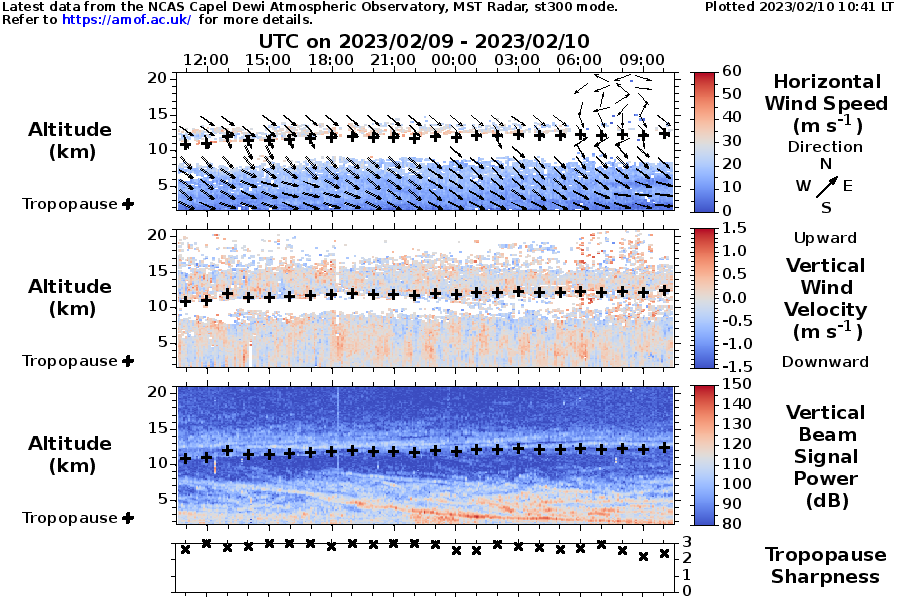 Latest data from the NCAS Capel Dewi Atmospheric Observatory, MST Radar, st300 mode.
Plotted 2023/02/10 10:41 LT
Refer to https://amof.ac.uk/ for more details.
UTC on 2023/02/09 - 2023/02/10
12:00 15:00 18:00 21:00 00:00 03:00 06:00 09:00
20
15
10
5
Altitude
(km)
Tropopause
60
50
40
30
20
10
0
Horizontal
Wind Speed
(m s-1)
Direction
N
W E
S
20
15
10
5
Altitude
(km)
Tropopause
1.5
1.0
0.5
0.0
-0.5
-1.0
-1.5
Upward
Vertical
Wind
Velocity
(m s-1)
Downward
20
15
10
5
Altitude
(km)
Tropopause
150
140
130
120
110
100
90
80
Vertical
Beam
Signal
Power
(dB)
3
2
1
0
Tropopause
Sharpness